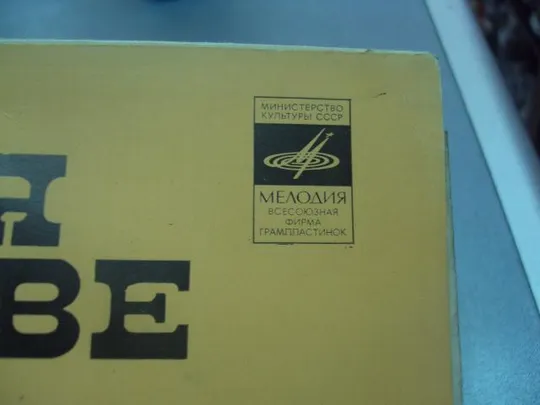 МИНИСТЕРСТВО
КУЛЬТУРЫ СССР
МЕЛОДИЯ
ВСЕСОЮЗНАЯ
ФИРМА
ГРАМПЛАСТИНОК
Я
ВЕ